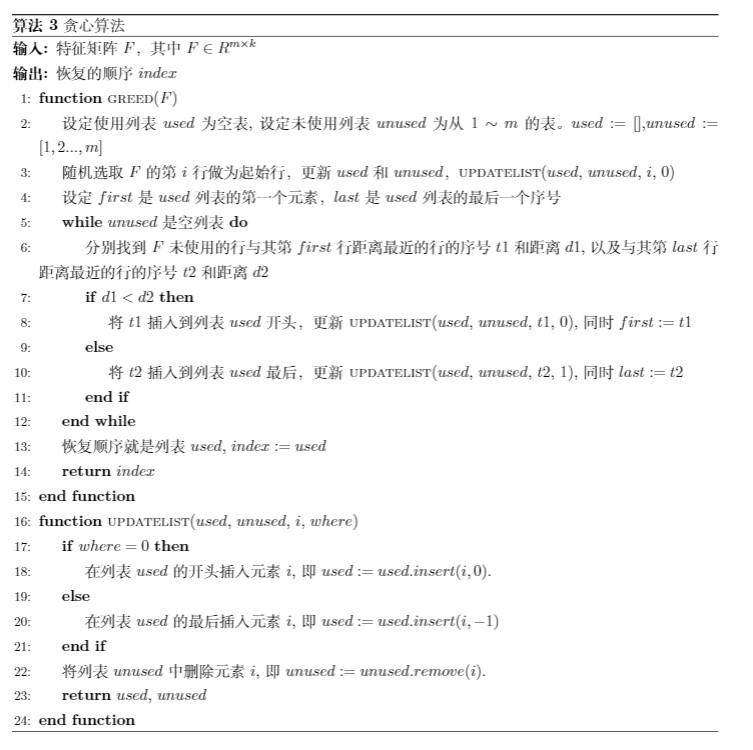 算法 3 贪心算法
输入: 特征矩阵 F, 其中 F ∈ R^{m×k}
输出: 恢复的顺序 index
1: function GREED(F)
2: 设定使用列表 used 为空表, 设定未使用列表 unused 为从 1 ~ m 的表。used := [],unused :=
[1, 2..., m]
3: 随机选取 F 的第 i 行做为起始行, 更新 used 和 unused, UPDATELIST(used, unused, i, 0)
4: 设定 first 是 used 列表的第一个元素, last 是 used 列表的最后一个序号
5: while unused 是空列表 do
6: 分别找到 F 未使用的行与其第 first 行距离最近的行的序号 t1 和距离 d1, 以及与其第 last 行
距离最近的行的序号 t2 和距离 d2
7: if d1 < d2 then
8: 将 t1 插入到列表 used 开头, 更新 UPDATELIST(used, unused, t1, 0), 同时 first := t1
9: else
10: 将 t2 插入到列表 used 最后, 更新 UPDATELIST(used, unused, t2, 1), 同时 last := t2
11: end if
12: end while
13: 恢复顺序就是列表 used, index := used
14: return index
15: end function
16: function UPDATELIST(used, unused, i, where)
17: if where = 0 then
18: 在列表 used 的开头插入元素 i, 即 used := used.insert(i, 0).
19: else
20: 在列表 used 的最后插入元素 i, 即 used := used.insert(i, −1)
21: end if
22: 将列表 unused 中删除元素 i, 即 unused := unused.remove(i).
23: return used, unused
24: end function